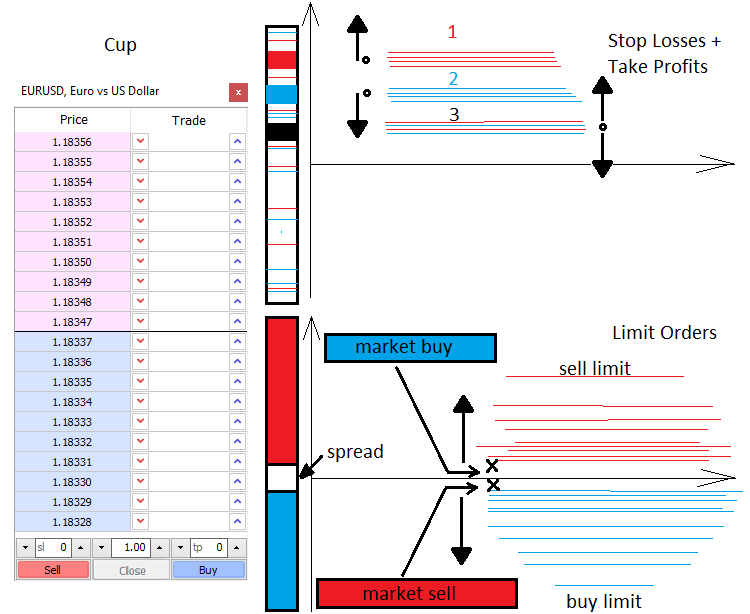 Cup
EURUSD, Euro vs US Dollar
x
Price Trade
1.18356
1.18355
1.18354
1.18353
1.18352
1.18351
1.18350
1.18349
1.18348
1.18347
1.18337
1.18336
1.18335
1.18334
1.18333
1.18332
1.18331
1.18330
1.18329
1.18328
sl 0 1.00 tp 0
Sell Close Buy
1
2
3
Stop Losses +
Take Profits
market buy
Limit Orders
sell limit
spread
market sell
buy limit